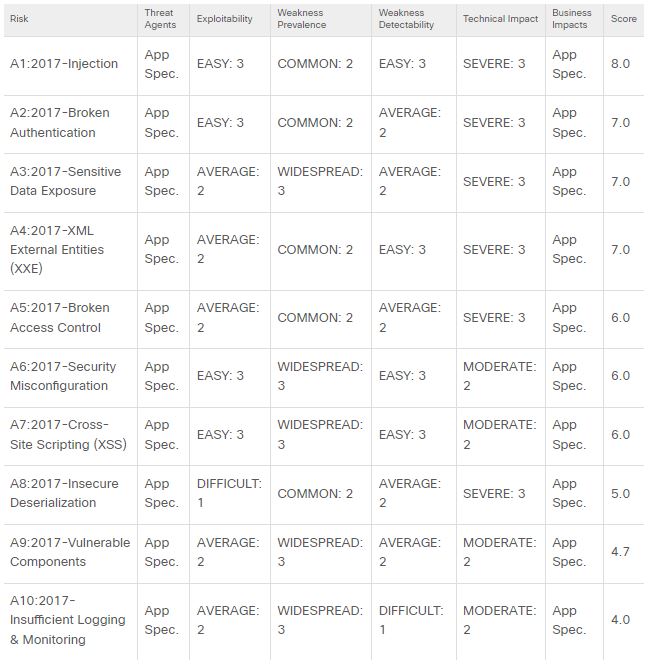 Risk Threat Agents Exploitability Weakness Prevalence Weakness Detectability Technical Impact Business Impacts Score
A1:2017-Injection App Spec. EASY: 3 COMMON: 2 EASY: 3 SEVERE: 3 App Spec. 8.0
A2:2017-Broken Authentication App Spec. EASY: 3 COMMON: 2 AVERAGE: 2 SEVERE: 3 App Spec. 7.0
A3:2017-Sensitive Data Exposure App Spec. AVERAGE: 2 WIDESPREAD: 3 AVERAGE: 2 SEVERE: 3 App Spec. 7.0
A4:2017-XML External Entities (XXE) App Spec. AVERAGE: 2 COMMON: 2 EASY: 3 SEVERE: 3 App Spec. 7.0
A5:2017-Broken Access Control App Spec. AVERAGE: 2 COMMON: 2 AVERAGE: 2 SEVERE: 3 App Spec. 6.0
A6:2017-Security Misconfiguration App Spec. EASY: 3 WIDESPREAD: 3 EASY: 3 MODERATE: 2 App Spec. 6.0
A7:2017-Cross-Site Scripting (XSS) App Spec. EASY: 3 WIDESPREAD: 3 EASY: 3 MODERATE: 2 App Spec. 6.0
A8:2017-Insecure Deserialization App Spec. DIFFICULT: 1 COMMON: 2 AVERAGE: 2 SEVERE: 3 App Spec. 5.0
A9:2017-Vulnerable Components App Spec. AVERAGE: 2 WIDESPREAD: 3 AVERAGE: 2 MODERATE: 2 App Spec. 4.7
A10:2017-Insufficient Logging & Monitoring App Spec. AVERAGE: 2 WIDESPREAD: 3 DIFFICULT: 1 MODERATE: 2 App Spec. 4.0